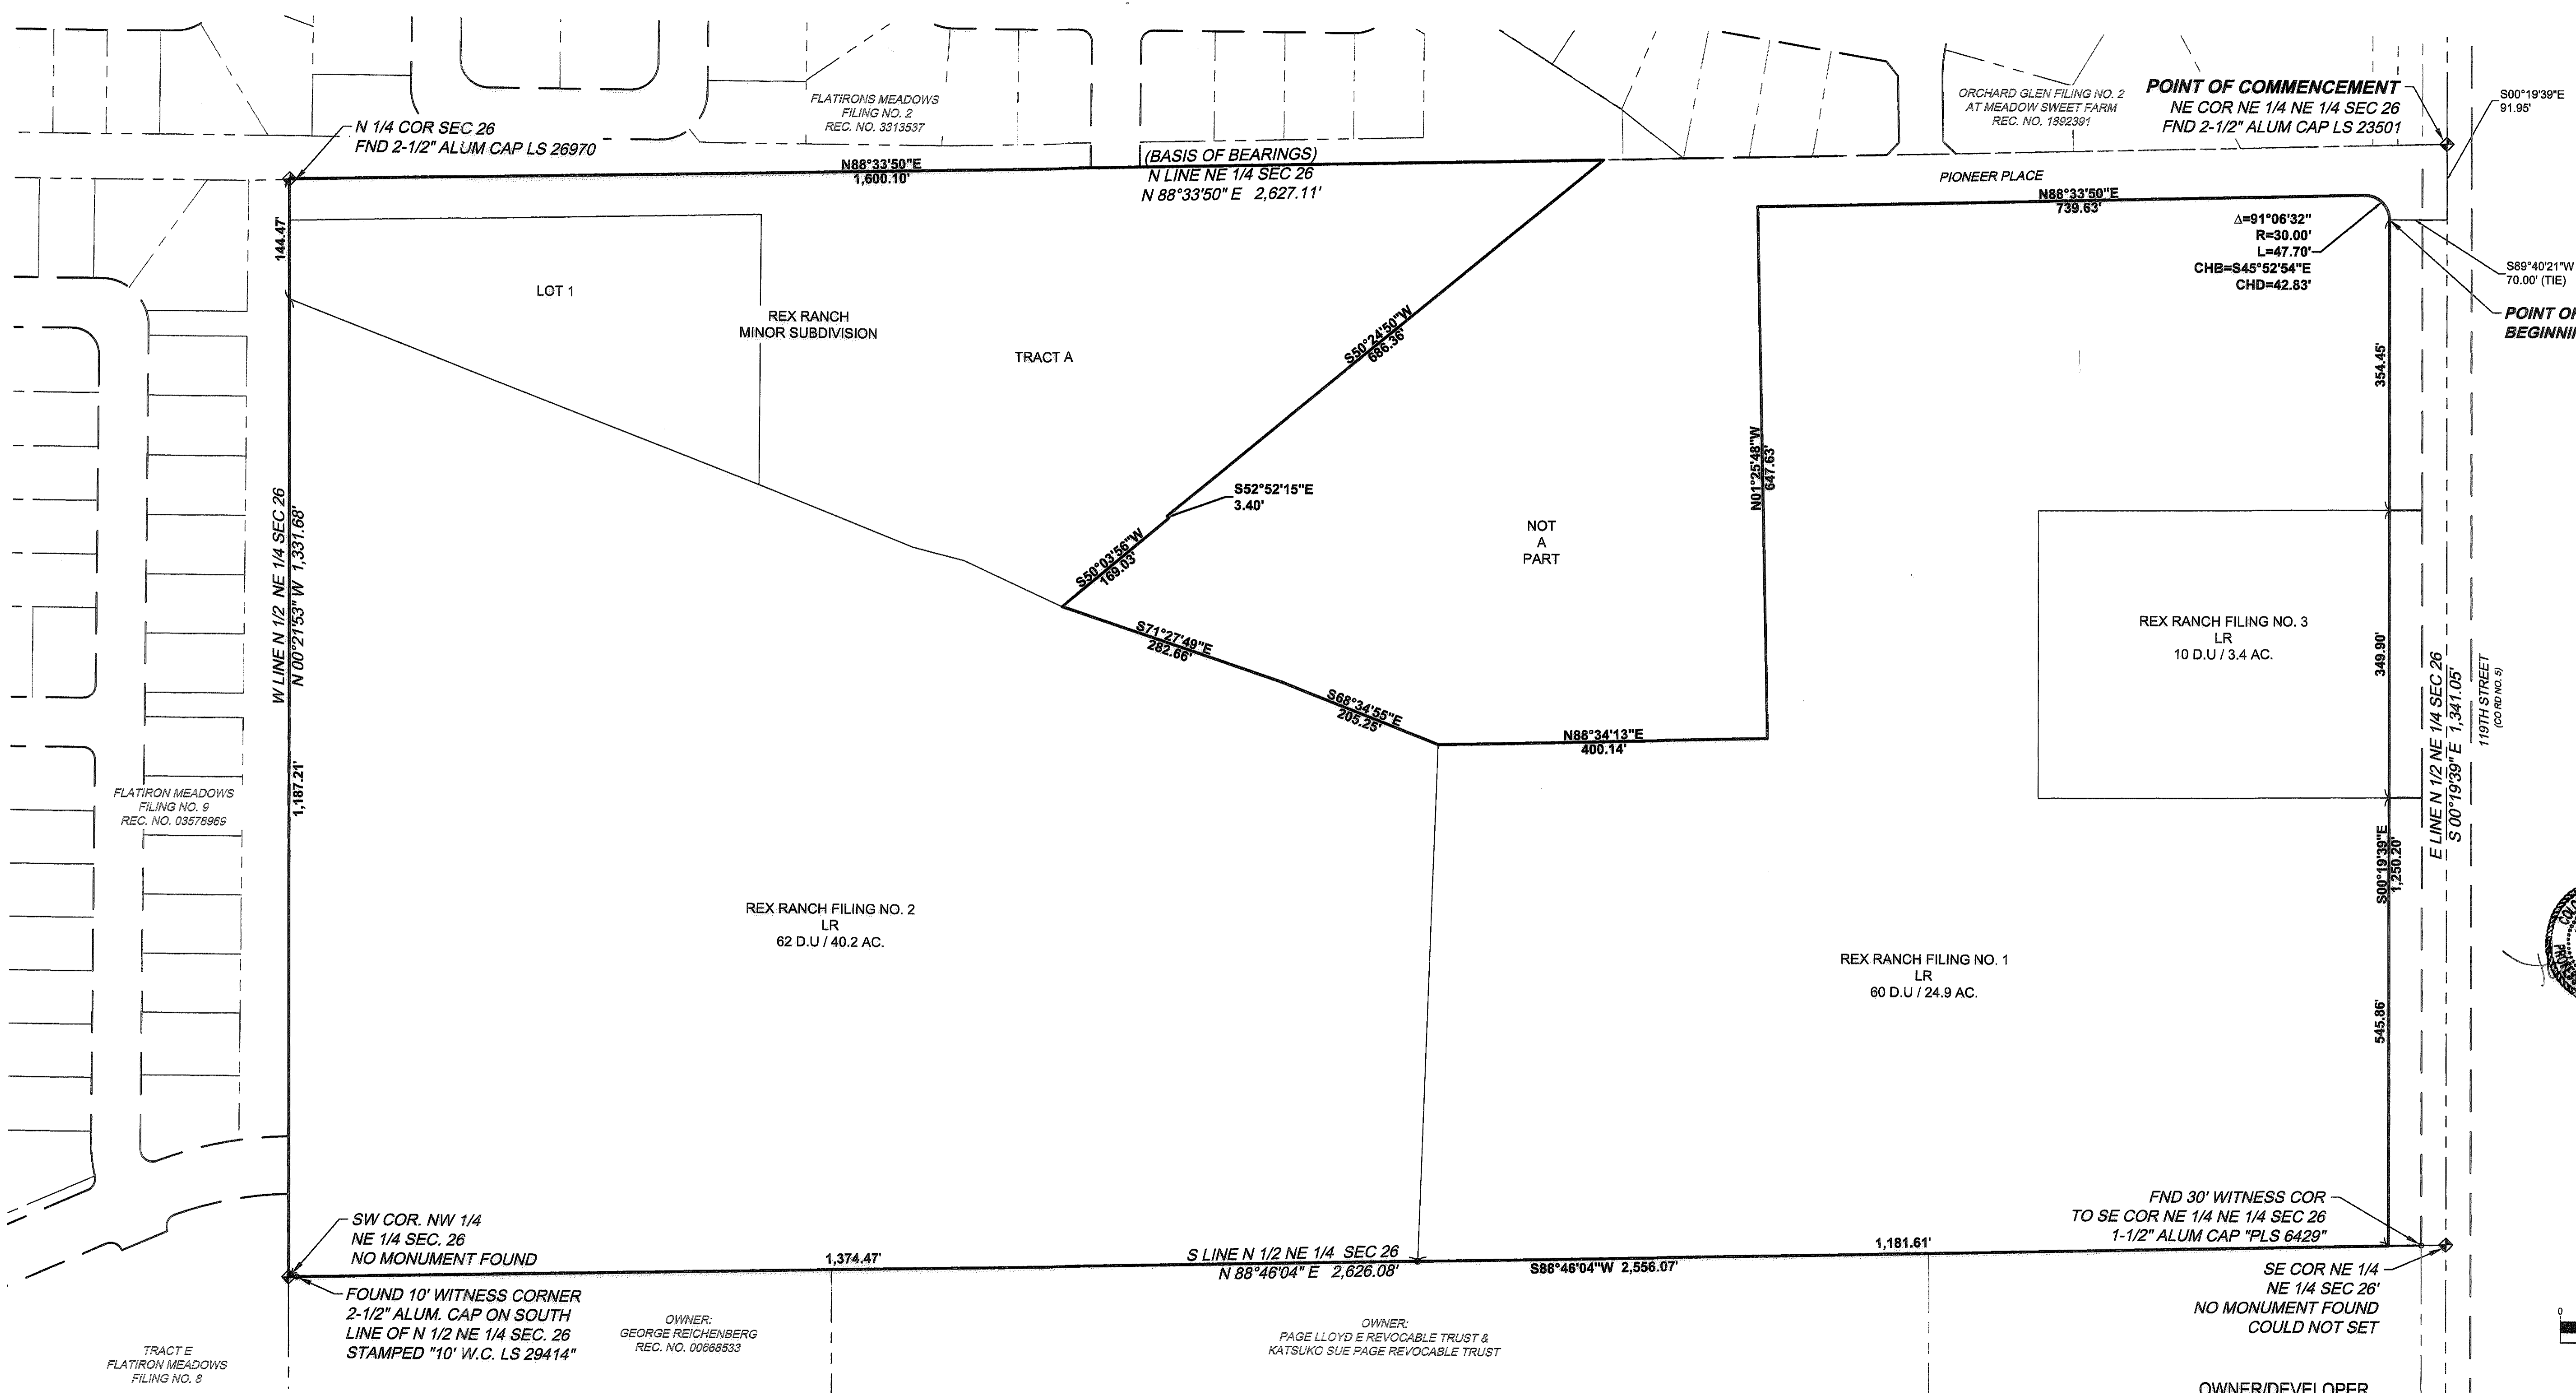 FLATIRONS MEADOWS
FILING NO. 2
REC. NO. 3313537
ORCHARD GLEN FILING NO. 2
AT MEADOW SWEET FARM
REC. NO. 1892391
POINT OF COMMENCEMENT
NE COR NE 1/4 NE 1/4 SEC 26
FND 2-1/2" ALUM CAP LS 23501
S00°19'39"E
91.95'
N 1/4 COR SEC 26
FND 2-1/2" ALUM CAP LS 26970
N88°33'50"E
1,600.10'
(BASIS OF BEARINGS)
N LINE NE 1/4 SEC 26
N 88°33'50" E 2,627.11'
PIONEER PLACE
N88°33'50"E
739.63'
Δ=91°06'32"
R=30.00'
L=47.70'
CHB=S45°52'54"E
CHD=42.83'
S89°40'21"W
70.00' (TIE)
POINT OF
BEGINNI
144.47'
LOT 1
REX RANCH
MINOR SUBDIVISION
TRACT A
S50°24'50"W
686.36'
354.45'
S52°52'15"E
3.40'
N01°25'48"W
647.63'
NOT
A
PART
S50°03'56"W
169.03'
W LINE N 1/2 NE 1/4 SEC 26
N 00°21'53" W 1,331.68'
S71°27'49"E
282.66'
S68°34'55"E
205.25'
N88°34'13"E
400.14'
REX RANCH FILING NO. 3
LR
10 D.U / 3.4 AC.
349.90'
E LINE N 1/2 NE 1/4 SEC 26
S 00°19'39" E 1,341.05'
119TH STREET
(CO RD NO. 5)
FLATIRON MEADOWS
FILING NO. 9
REC. NO. 03578969
1,187.21'
S00°19'39"E
1,250.20'
REX RANCH FILING NO. 2
LR
62 D.U / 40.2 AC.
REX RANCH FILING NO. 1
LR
60 D.U / 24.9 AC.
545.86'
COLO
PROFES
SW COR. NW 1/4
NE 1/4 SEC. 26
NO MONUMENT FOUND
1,374.47'
S LINE N 1/2 NE 1/4 SEC 26
N 88°46'04" E 2,626.08'
S88°46'04"W 2,556.07'
1,181.61'
FND 30' WITNESS COR
TO SE COR NE 1/4 NE 1/4 SEC 26
1-1/2" ALUM CAP "PLS 6429"
SE COR NE 1/4
NE 1/4 SEC 26'
NO MONUMENT FOUND
COULD NOT SET
FOUND 10' WITNESS CORNER
2-1/2" ALUM. CAP ON SOUTH
LINE OF N 1/2 NE 1/4 SEC. 26
STAMPED "10' W.C. LS 29414"
OWNER:
GEORGE REICHENBERG
REC. NO. 00668533
OWNER:
PAGE LLOYD E REVOCABLE TRUST &
KATSUKO SUE PAGE REVOCABLE TRUST
0
TRACT E
FLATIRON MEADOWS
FILING NO. 8
OWNER/DEVELOPER